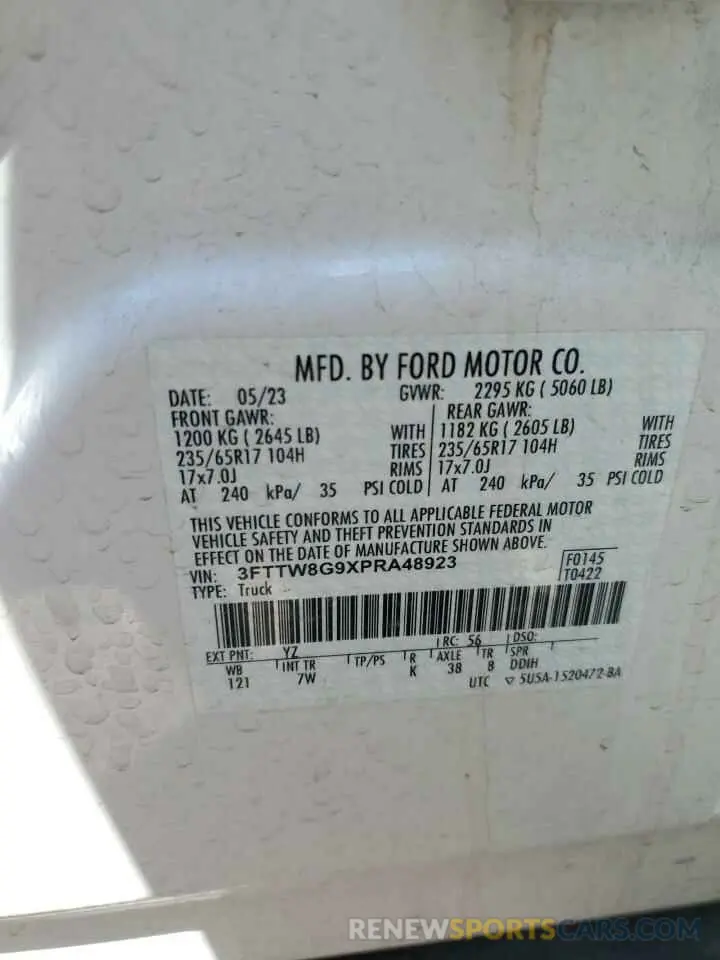 MFD. BY FORD MOTOR CO.
DATE: 05/23 GVWR: 2295 KG ( 5060 LB)
FRONT GAWR: REAR GAWR:
1200 KG ( 2645 LB) WITH 1182 KG ( 2605 LB) WITH
235/65R17 104H TIRES 235/65R17 104H TIRES
17x7.0J RIMS 17x7.0J RIMS
AT 240 kPa/ 35 PSI COLD AT 240 kPa/ 35 PSI COLD
THIS VEHICLE CONFORMS TO ALL APPLICABLE FEDERAL MOTOR
VEHICLE SAFETY AND THEFT PREVENTION STANDARDS IN
EFFECT ON THE DATE OF MANUFACTURE SHOWN ABOVE.
VIN: 3FTTW8G9XPRA48923 F0145
TYPE: Truck T0422
EXT PNT: YZ RC: 56 DSO:
WB INT TR TP/PS R AXLE TR SPR
121 7W K 38 8 DDIH
UTC ▽ 5U5A-1520472-BA
RENEWSPORTSCARS.COM